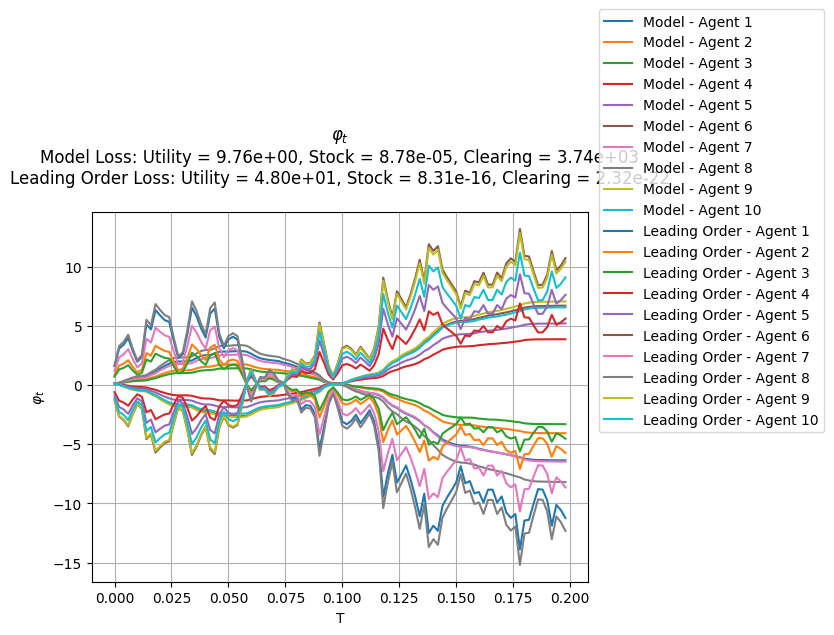 φt
Model Loss: Utility = 9.76e+00, Stock = 8.78e-05, Clearing = 3.74e+03
Leading Order Loss: Utility = 4.80e+01, Stock = 8.31e-16, Clearing = 2.32e-22
Model - Agent 1
Model - Agent 2
Model - Agent 3
Model - Agent 4
Model - Agent 5
Model - Agent 6
Model - Agent 7
Model - Agent 8
Model - Agent 9
Model - Agent 10
Leading Order - Agent 1
Leading Order - Agent 2
Leading Order - Agent 3
Leading Order - Agent 4
Leading Order - Agent 5
Leading Order - Agent 6
Leading Order - Agent 7
Leading Order - Agent 8
Leading Order - Agent 9
Leading Order - Agent 10
φt
10
5
0
−5
−10
−15
0.000 0.025 0.050 0.075 0.100 0.125 0.150 0.175 0.200
T